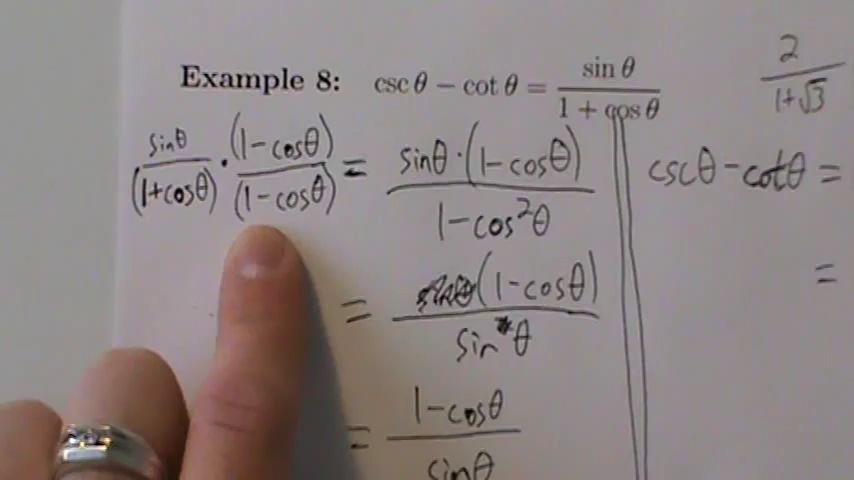 Example 8: csc θ − cot θ = sin θ / (1 + cos θ)
2 / (1+√3)
sinθ / (1+cosθ) · (1−cosθ) / (1−cosθ) = sinθ·(1−cosθ) / (1−cos²θ)
cscθ−cotθ =
= (1−cosθ) / sin θ
=
= 1−cosθ / sinθ